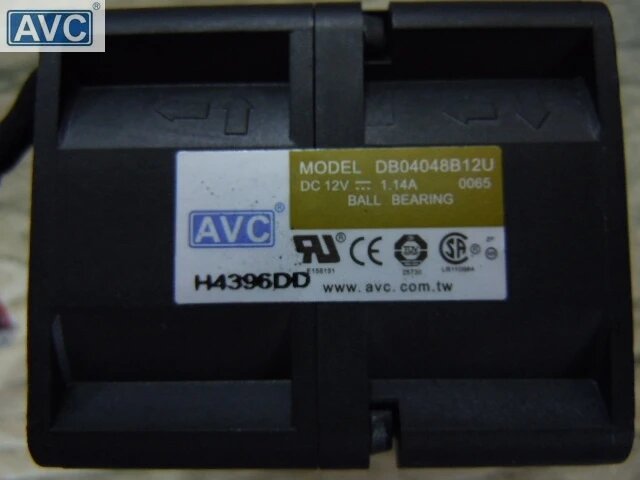 AVC®
MODEL DB04048B12U
DC 12V ⎓ 1.14A 0065
BALL BEARING
AVC®
H4396DD
www.avc.com.tw